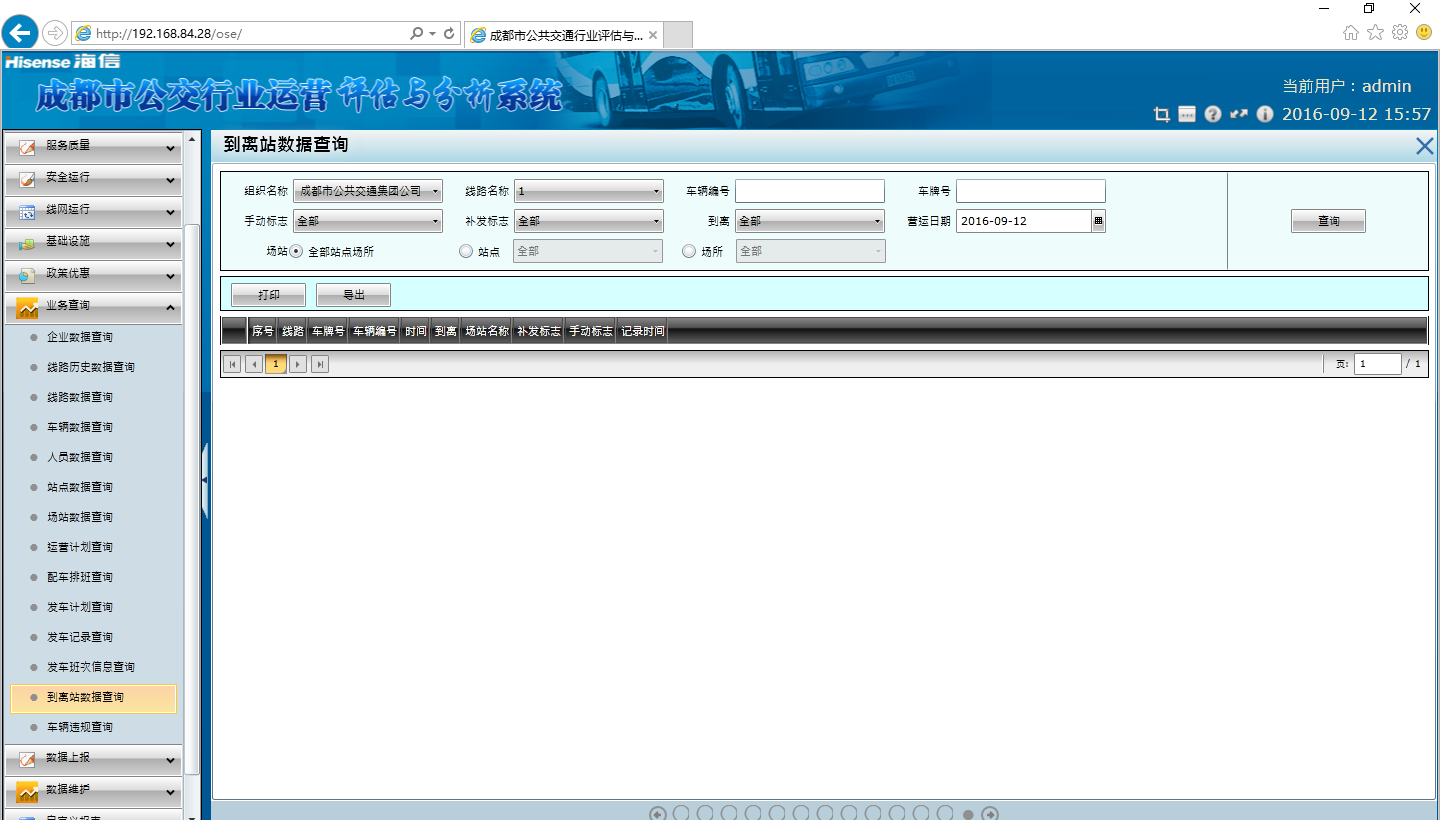 http://192.168.84.28/ose/
成都市公共交通行业评估与...
Hisense 海信
成都市公交行业运营评估与分析系统
当前用户：admin
2016-09-12 15:57
服务质量
安全运行
线网运行
基础设施
政策优惠
业务查询
企业数据查询
线路历史数据查询
线路数据查询
车辆数据查询
人员数据查询
站点数据查询
场站数据查询
运营计划查询
配车排班查询
发车计划查询
发车记录查询
发车班次信息查询
到离站数据查询
车辆违规查询
数据上报
数据维护
到离站数据查询
组织名称 成都市公共交通集团公司 线路名称 1 车辆编号 车牌号
手动标志 全部 补发标志 全部 到离 全部 营运日期 2016-09-12 查询
场站 全部站点场所 站点 全部 场所 全部
打印 导出
序号 线路 车牌号 车辆编号 时间 到离 场站名称 补发标志 手动标志 记录时间
1 页: 1 / 1